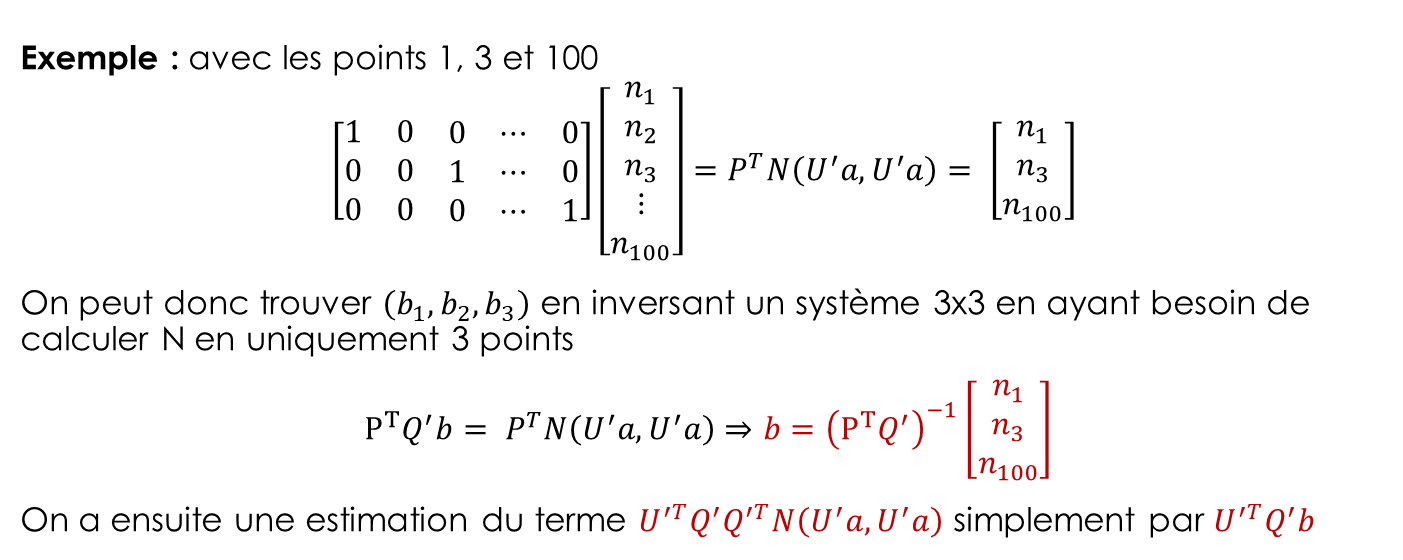 Exemple : avec les points 1, 3 et 100
[1 0 0 ⋯ 0; 0 0 1 ⋯ 0; 0 0 0 ⋯ 1] [n₁; n₂; n₃; ⋮; n₁₀₀] = PᵀN(U′a, U′a) = [n₁; n₃; n₁₀₀]
On peut donc trouver (b₁, b₂, b₃) en inversant un système 3x3 en ayant besoin de
calculer N en uniquement 3 points
PᵀQ′b = PᵀN(U′a, U′a) ⇒ b = (PᵀQ′)⁻¹ [n₁; n₃; n₁₀₀]
On a ensuite une estimation du terme U′ᵀQ′Q′ᵀN(U′a, U′a) simplement par U′ᵀQ′b